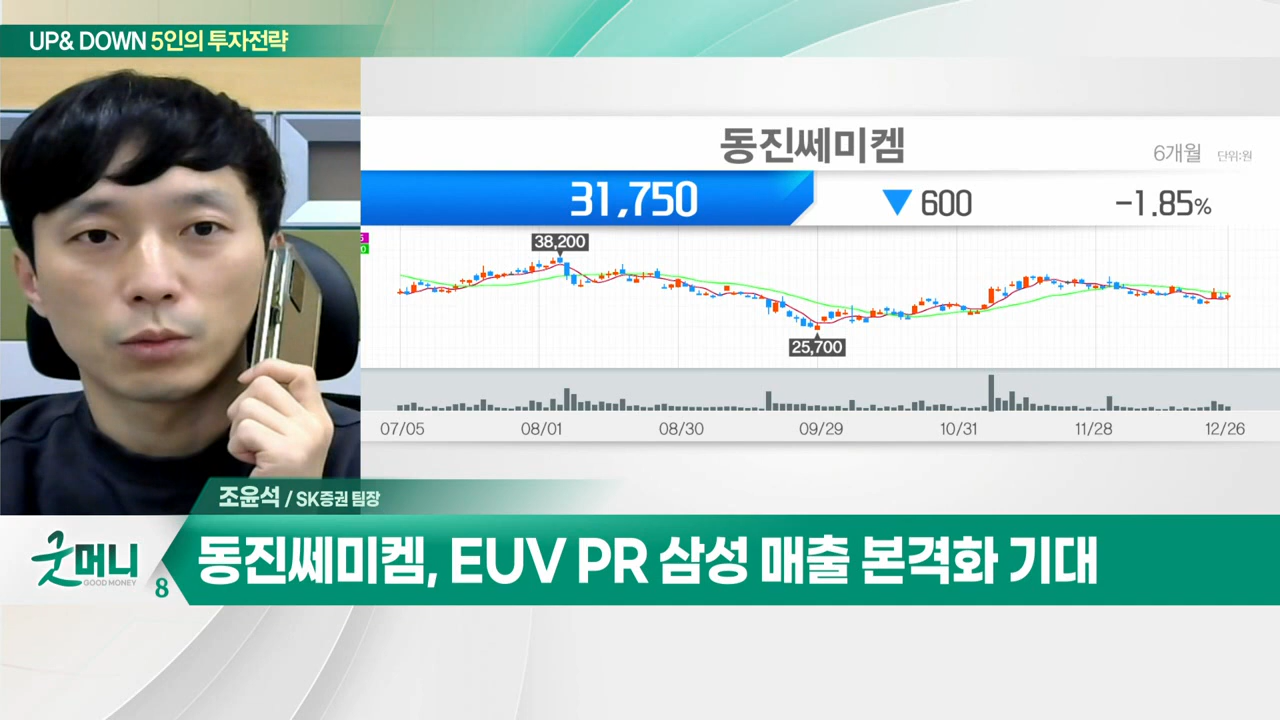 UP& DOWN 5인의 투자전략
동진쎄미켐
6개월 단위:원
31,750 ▼ 600 -1.85%
38,200
25,700
07/05 08/01 08/30 09/29 10/31 11/28 12/26
조윤석 / SK증권 팀장
굿머니
GOOD MONEY
8
동진쎄미켐, EUV PR 삼성 매출 본격화 기대